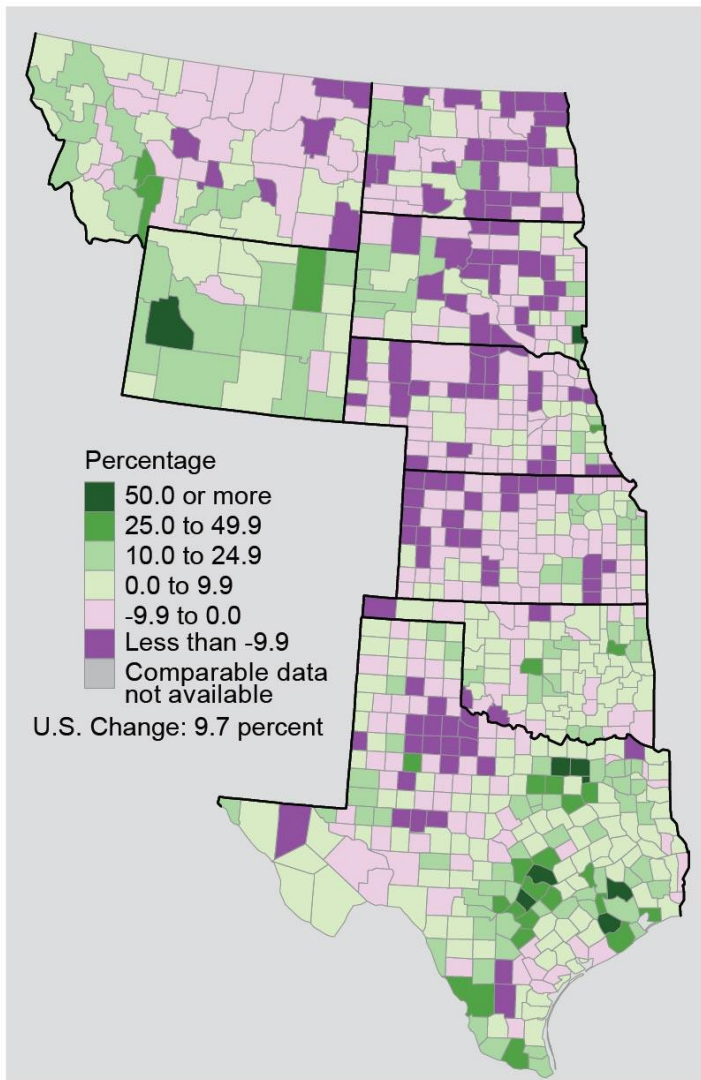 Percentage
50.0 or more
25.0 to 49.9
10.0 to 24.9
0.0 to 9.9
-9.9 to 0.0
Less than -9.9
Comparable data
not available
U.S. Change: 9.7 percent